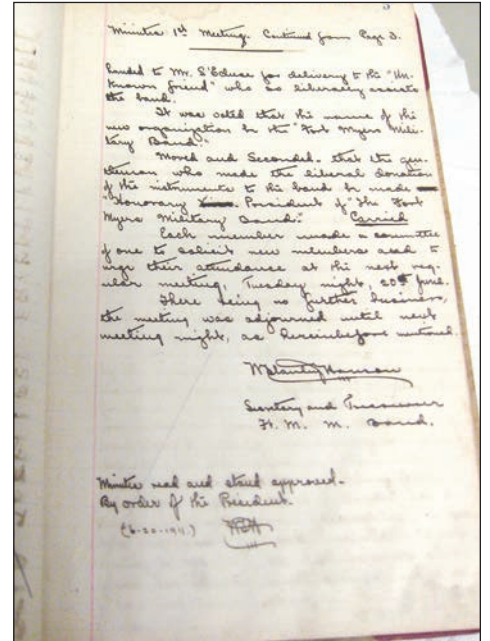 Minutes 1st Meeting. Continued from Page 2.
handed to Mr. for delivery to the "Un-
known friend" who so liberally assists
the band.
It was voted that the name of the
new organization be the "Fort Myers Mili-
tary Band."
Moved and Seconded. that the gen-
tleman who made the liberal donation
of the instruments to the band be made
"Honorary President of "The Fort
Myers Military Band." Carried
Each member made a committee
of one to solicit new members and to
urge their attendance at the next reg-
ular meeting, Tuesday night, 20th
There being no further business,
the meeting was adjourned until next
meeting night, as hereinbefore mentioned.
Secretary and Treasurer
Ft. M. M. Band.
Minutes read and stand approved.
By order of the President.
(6-20-1911)